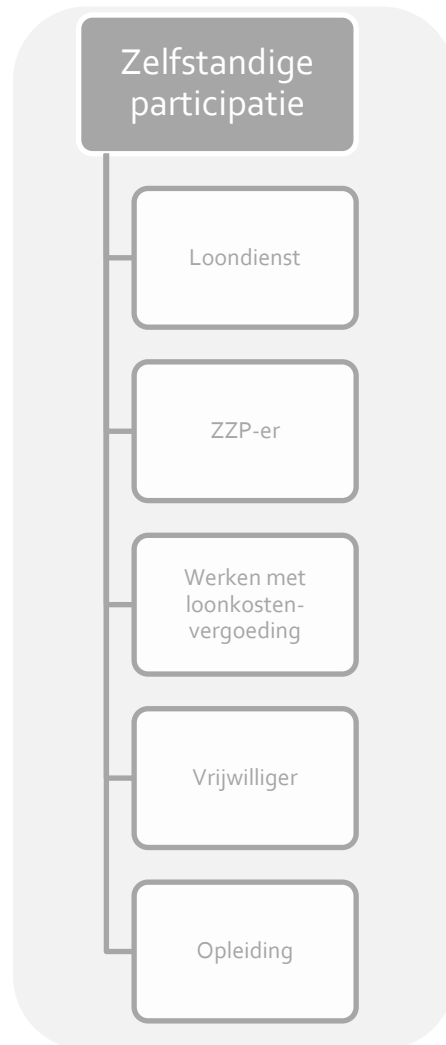 Zelfstandige
participatie
Loondienst
ZZP-er
Werken met
loonkosten-
vergoeding
Vrijwilliger
Opleiding